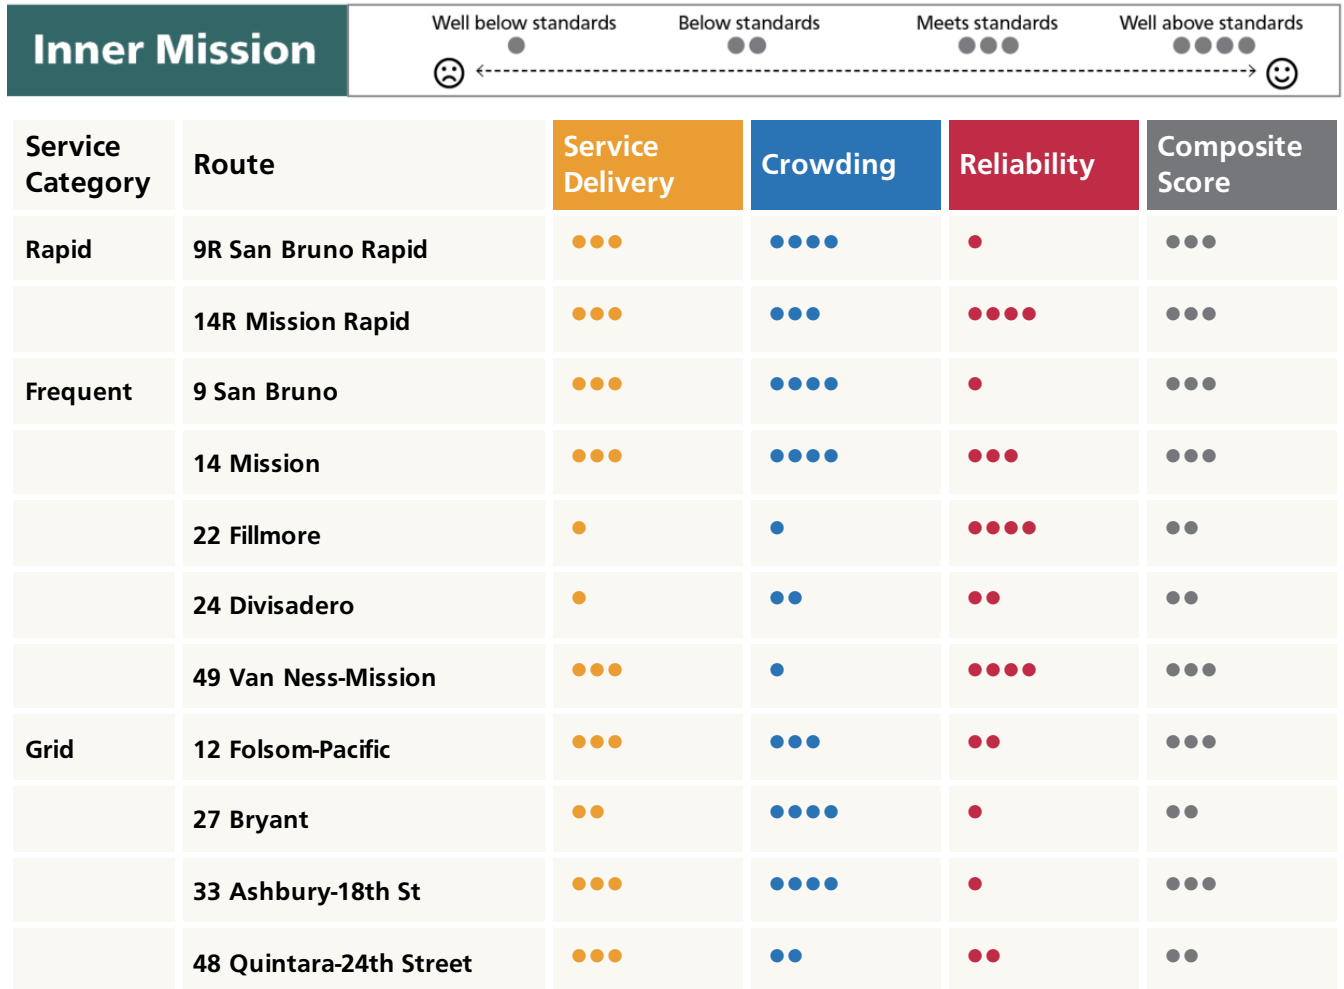 Inner Mission
Well below standards Below standards Meets standards Well above standards
Service Category Route Service Delivery Crowding Reliability Composite Score
Rapid 9R San Bruno Rapid
14R Mission Rapid
Frequent 9 San Bruno
14 Mission
22 Fillmore
24 Divisadero
49 Van Ness-Mission
Grid 12 Folsom-Pacific
27 Bryant
33 Ashbury-18th St
48 Quintara-24th Street